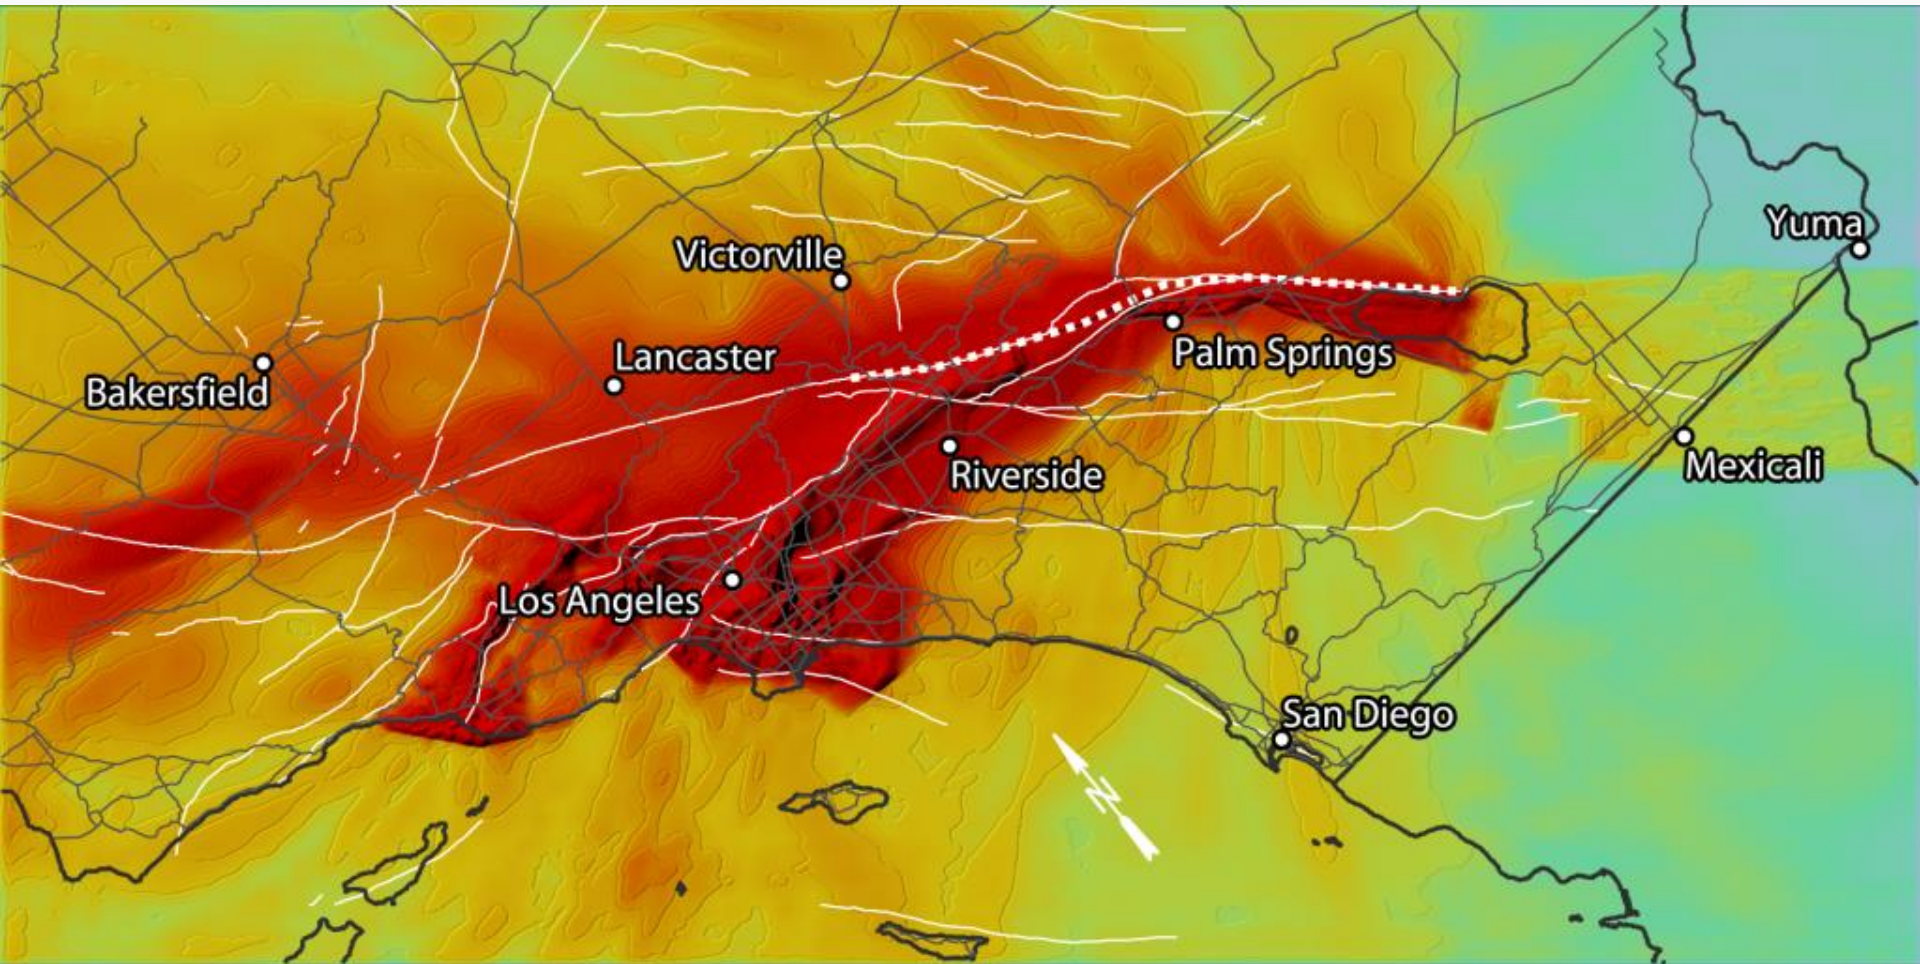 Yuma
Victorville
Lancaster
Palm Springs
Bakersfield
Riverside
Mexicali
Los Angeles
San Diego
N